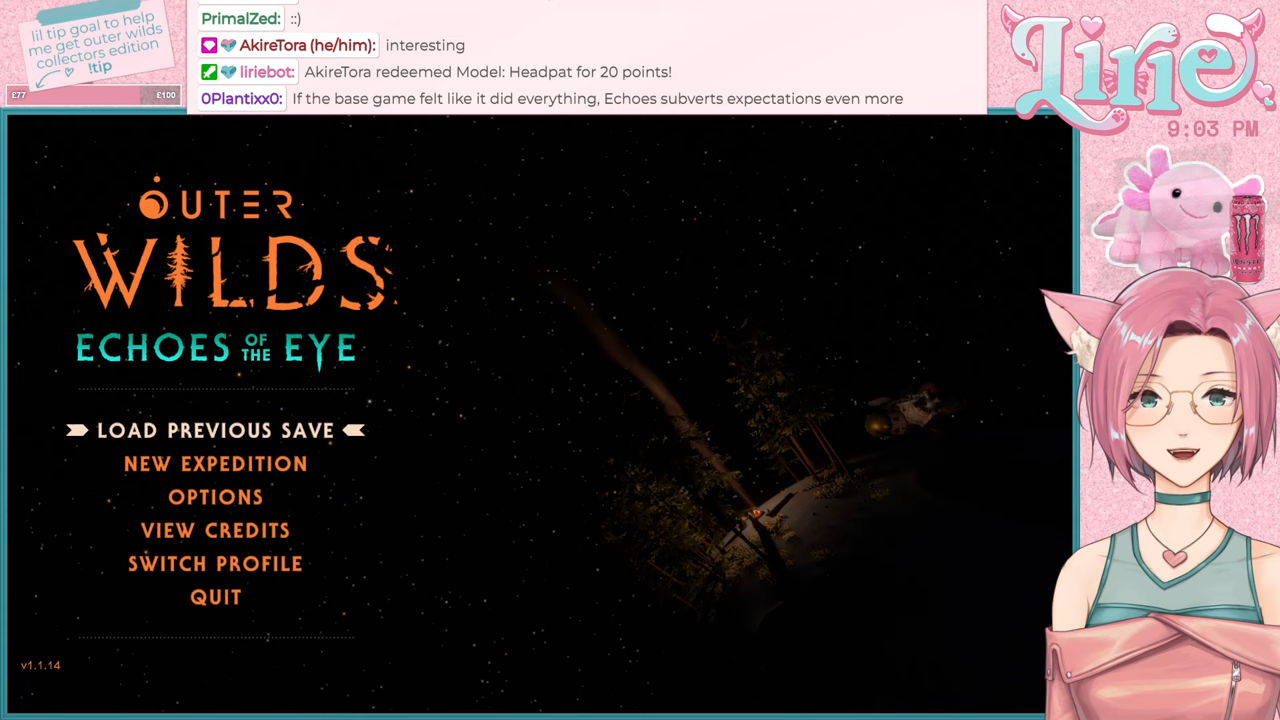 lil tip goal to help
me get outer wilds
collectors edition
!tip
£77
£100
PrimalZed: ::)
AkireTora (he/him): interesting
liriebot: AkireTora redeemed Model: Headpat for 20 points!
0Plantixx0: If the base game felt like it did everything, Echoes subverts expectations even more
Lirie
9:03 PM
OUTER
WILDS
ECHOES OF THE EYE
LOAD PREVIOUS SAVE
NEW EXPEDITION
OPTIONS
VIEW CREDITS
SWITCH PROFILE
QUIT
v1.1.14